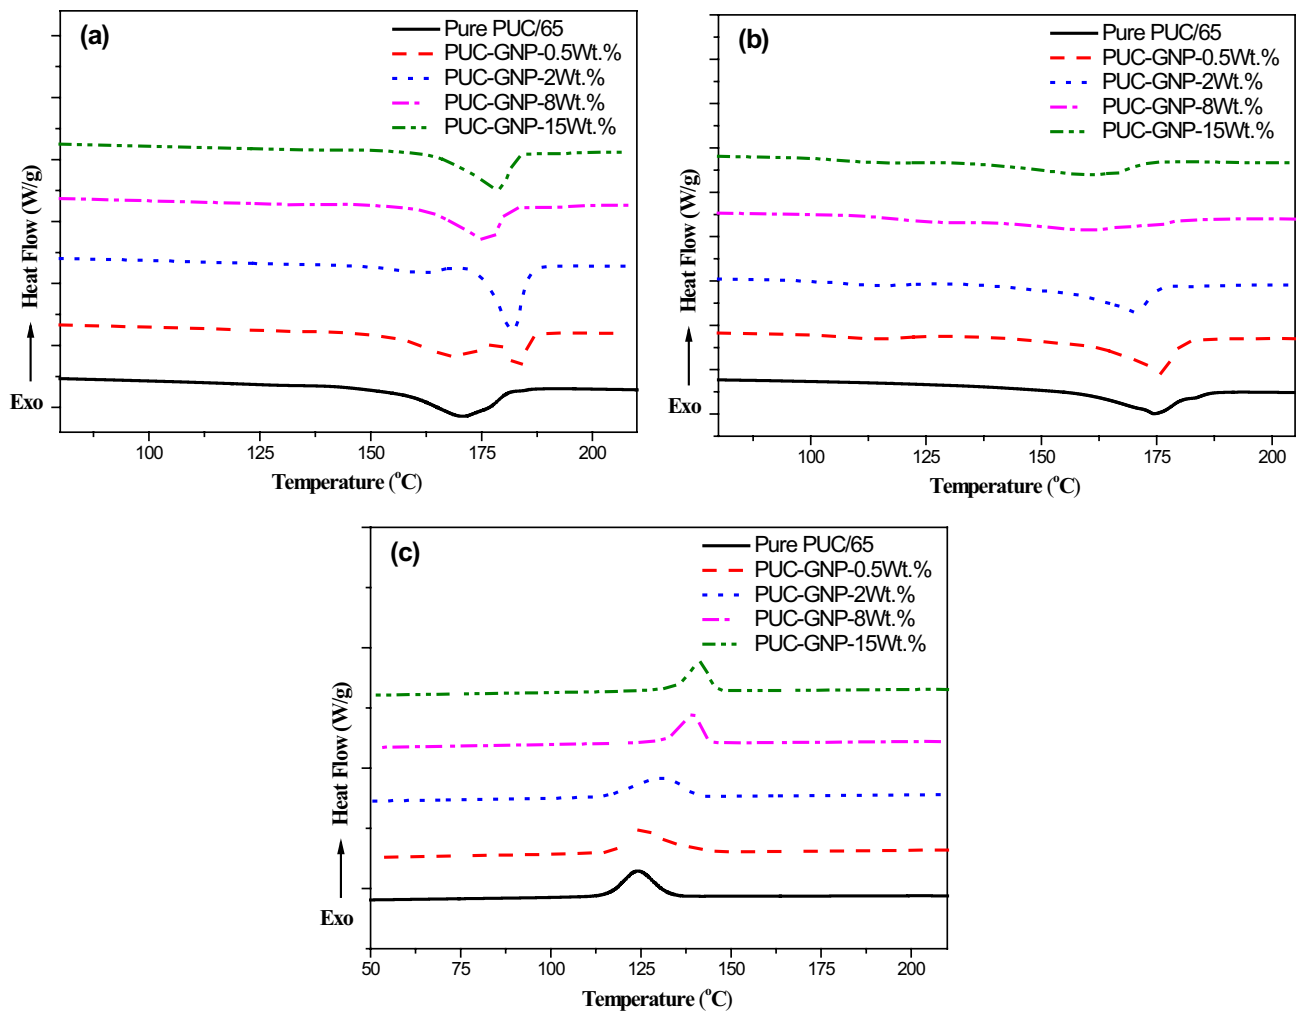 (a)
Pure PUC/65
PUC-GNP-0.5Wt.%
PUC-GNP-2Wt.%
PUC-GNP-8Wt.%
PUC-GNP-15Wt.%
Heat Flow (W/g)
Exo
100 125 150 175 200
Temperature (°C)
(b)
Pure PUC/65
PUC-GNP-0.5Wt.%
PUC-GNP-2Wt.%
PUC-GNP-8Wt.%
PUC-GNP-15Wt.%
Heat Flow (W/g)
Exo
100 125 150 175 200
Temperature (°C)
(c)
Pure PUC/65
PUC-GNP-0.5Wt.%
PUC-GNP-2Wt.%
PUC-GNP-8Wt.%
PUC-GNP-15Wt.%
Heat Flow (W/g)
Exo
50 75 100 125 150 175 200
Temperature (°C)